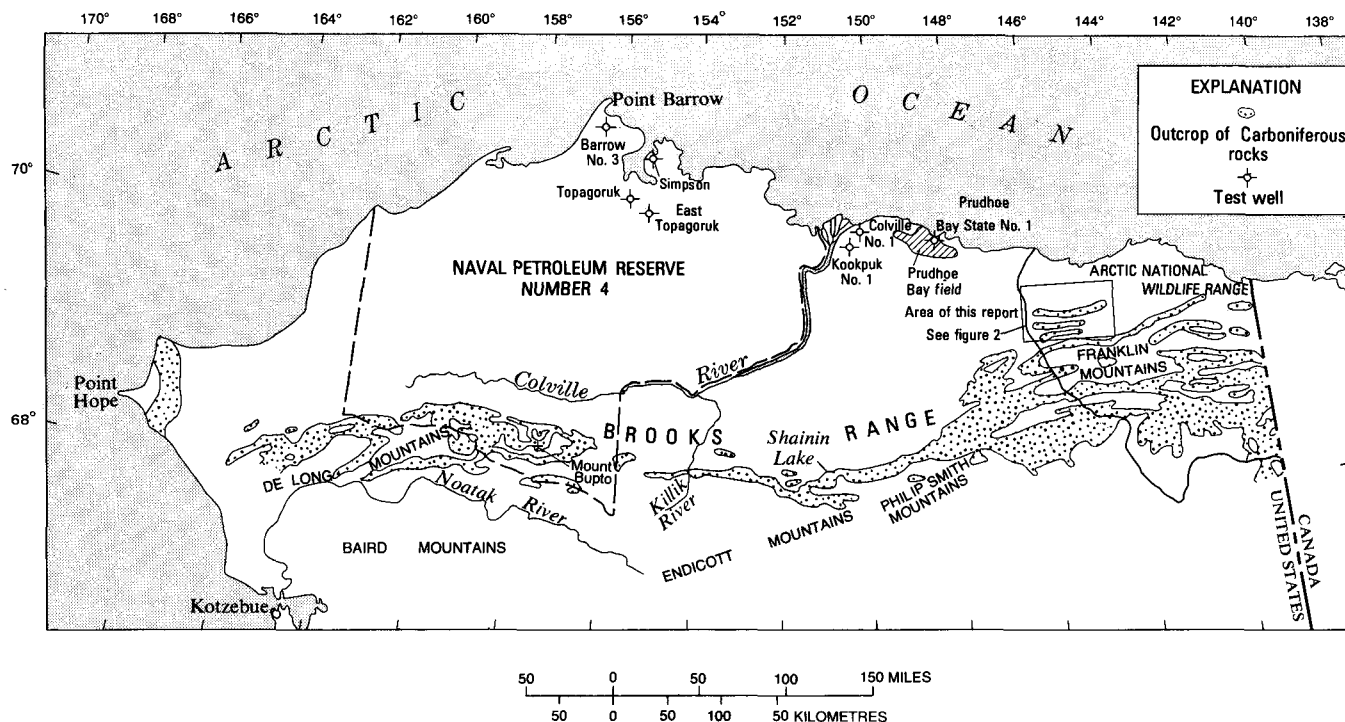 170° 168° 166° 164° 162° 160° 158° 156° 154° 152° 150° 148° 146° 144° 142° 140° 138°
ARCTIC OCEAN
Point Barrow
EXPLANATION
Outcrop of Carboniferous
rocks
Test well
70°
68°
Barrow
No. 3
Simpson
Topagoruk
East
Topagoruk
Prudhoe
Bay State No. 1
Colville
No. 1
Kookpuk
No. 1
Prudhoe
Bay field
NAVAL PETROLEUM RESERVE
NUMBER 4
ARCTIC NATIONAL
WILDLIFE RANGE
Area of this report
See figure 2
FRANKLIN
MOUNTAINS
Point
Hope
Colville
River
BROOKS RANGE
Shainin
Lake
DE LONG
MOUNTAINS
Mount
Bupto
Noatak
River
Killik
River
PHILIP SMITH
MOUNTAINS
BAIRD MOUNTAINS
ENDICOTT MOUNTAINS
Kotzebue
CANADA
UNITED STATES
50 0 50 100 150 MILES
50 0 50 100 50 KILOMETRES